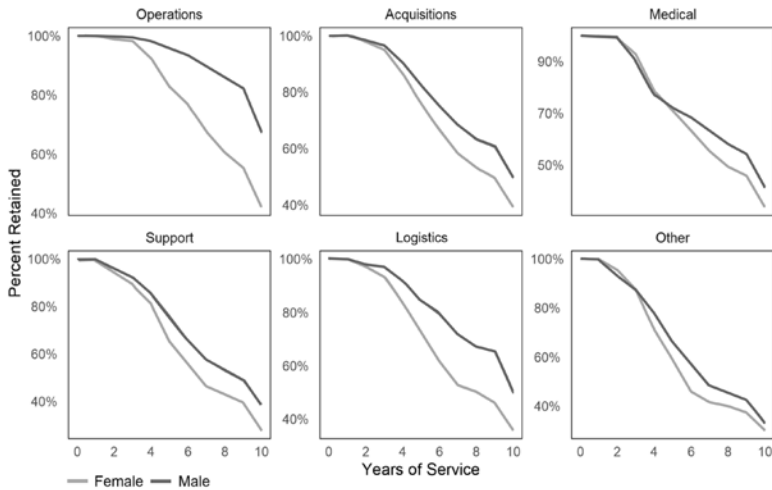 Operations Acquisitions Medical
100% 100%
90%
80% 80%
70%
60% 60%
50%
40% 40%
Percent Retained
Support Logistics Other
100% 100% 100%
80% 80% 80%
60% 60% 60%
40% 40% 40%
0 2 4 6 8 10 0 2 4 6 8 10 0 2 4 6 8 10
Years of Service
Female Male